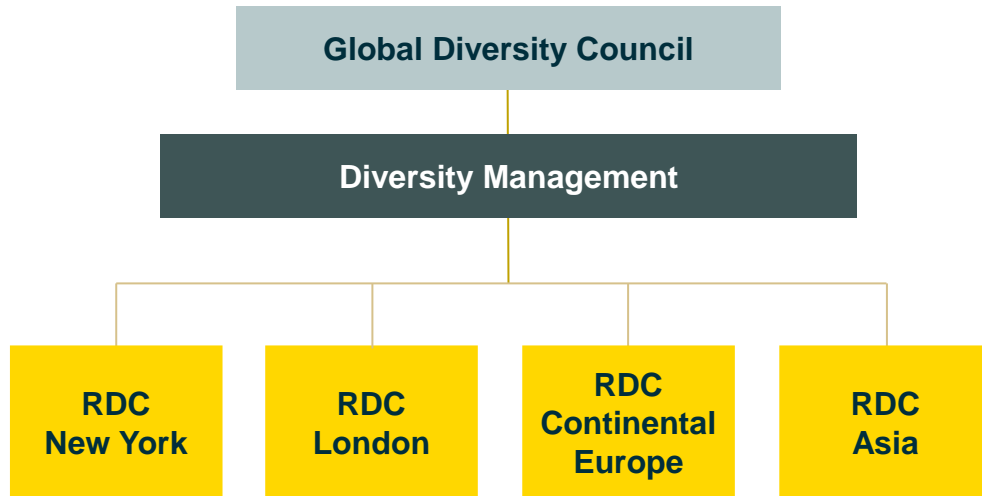 Global Diversity Council
Diversity Management
RDC
New York
RDC
London
RDC
Continental
Europe
RDC
Asia